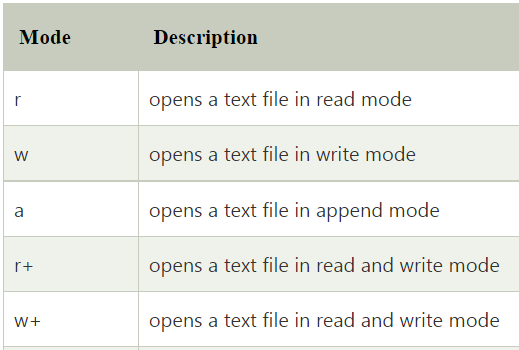 Mode Description
r opens a text file in read mode
w opens a text file in write mode
a opens a text file in append mode
r+ opens a text file in read and write mode
w+ opens a text file in read and write mode